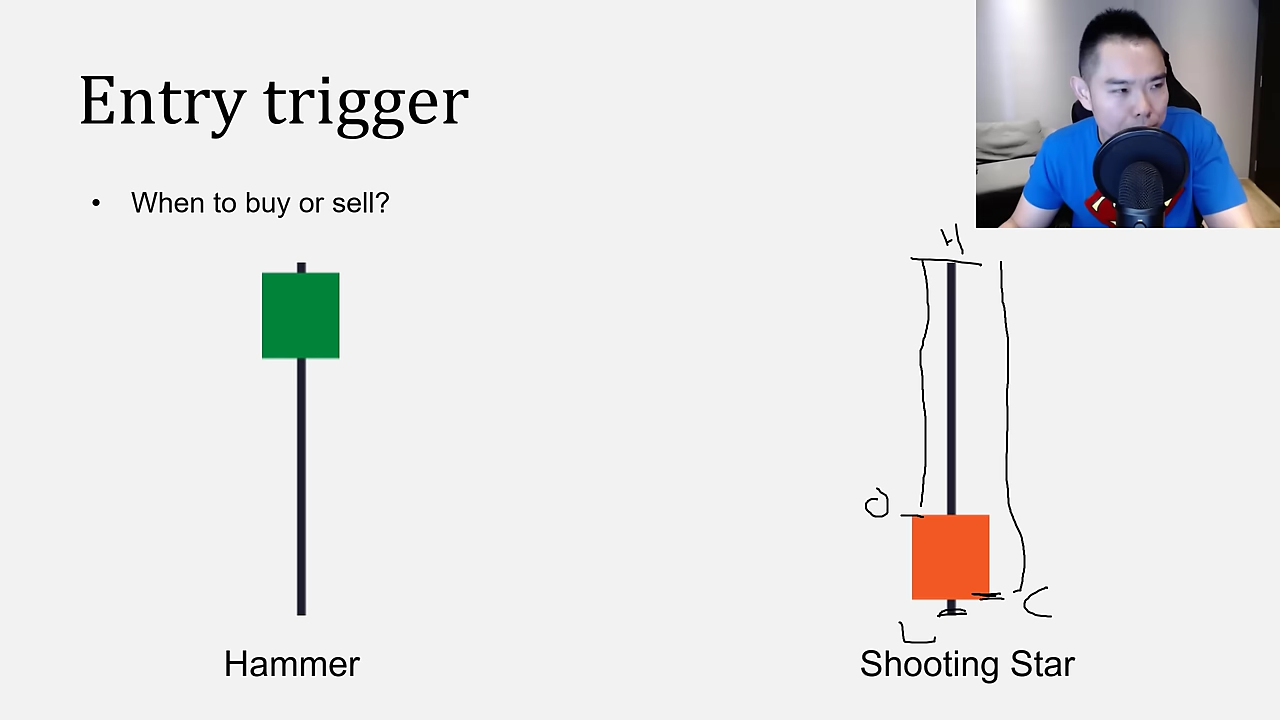 Entry trigger
• When to buy or sell?
H
O
C
L
Hammer
Shooting Star